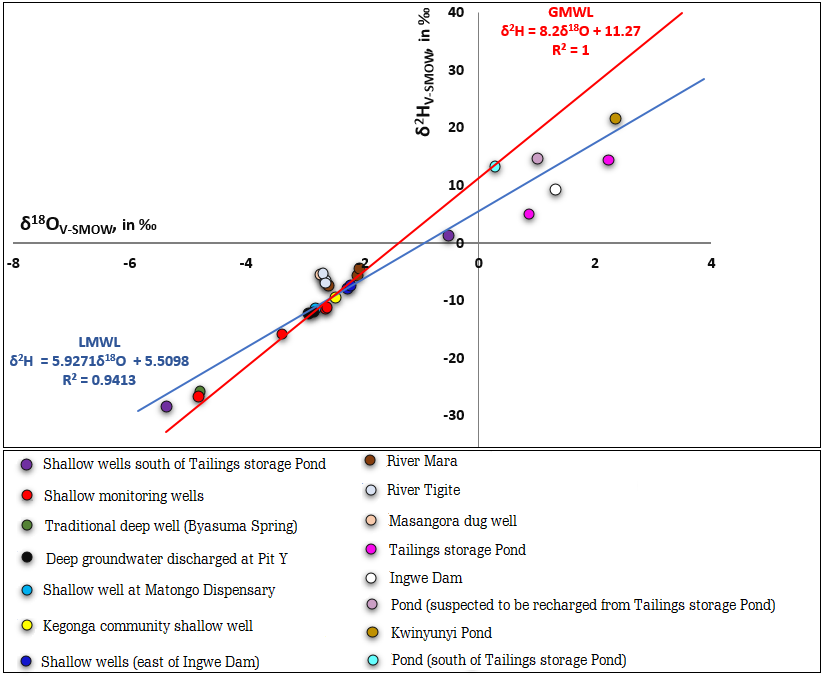 GMWL
δ²H = 8.2δ¹⁸O + 11.27
R² = 1
δ²H V-SMOW, in ‰
40
30
20
10
0
-10
-20
-30
δ¹⁸O V-SMOW, in ‰
-8 -6 -4 -2 0 2 4
LMWL
δ²H = 5.9271δ¹⁸O + 5.5098
R² = 0.9413
Shallow wells south of Tailings storage Pond
Shallow monitoring wells
Traditional deep well (Byasuma Spring)
Deep groundwater discharged at Pit Y
Shallow well at Matongo Dispensary
Kegonga community shallow well
Shallow wells (east of Ingwe Dam)
River Mara
River Tigite
Masangora dug well
Tailings storage Pond
Ingwe Dam
Pond (suspected to be recharged from Tailings storage Pond)
Kwinyunyi Pond
Pond (south of Tailings storage Pond)